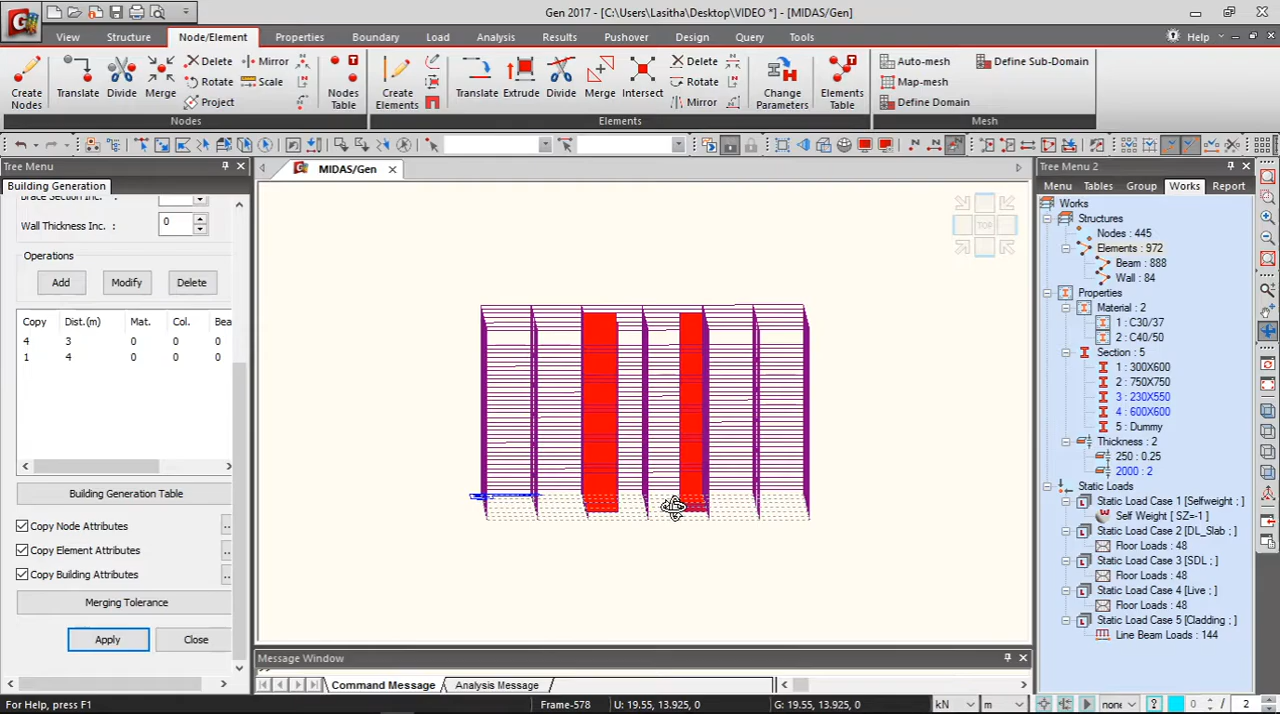 Gen 2017 - [C:\Users\Lasitha\Desktop\VIDEO *] - [MIDAS/Gen]
View Structure Node/Element Properties Boundary Load Analysis Results Pushover Design Query Tools Help
Create Nodes Translate Divide Merge Delete Rotate Project Mirror Scale Nodes Table
Create Elements Translate Extrude Divide Merge Intersect Delete Rotate Mirror Change Parameters Elements Table
Auto-mesh Map-mesh Define Domain Define Sub-Domain
Nodes Elements Mesh
Tree Menu
Building Generation
Wall Thickness Inc. : 0
Operations
Add Modify Delete
Copy Dist.(m) Mat. Col. Bea
4 3 0 0 0
1 4 0 0 0
Building Generation Table
Copy Node Attributes ..
Copy Element Attributes ..
Copy Building Attributes ..
Merging Tolerance
Apply Close
MIDAS/Gen
TOP
Message Window
>>
Command Message Analysis Message
Tree Menu 2
Menu Tables Group Works Report
Works
Structures
Nodes : 445
Elements : 972
Beam : 888
Wall : 84
Properties
Material : 2
1 : C30/37
2 : C40/50
Section : 5
1 : 300X600
2 : 750X750
3 : 230X550
4 : 600X600
5 : Dummy
Thickness : 2
250 : 0.25
2000 : 2
Static Loads
Static Load Case 1 [Selfweight ; ]
Self Weight [ SZ=-1 ]
Static Load Case 2 [DL_Slab ; ]
Floor Loads : 48
Static Load Case 3 [SDL ; ]
Floor Loads : 48
Static Load Case 4 [Live ; ]
Floor Loads : 48
Static Load Case 5 [Cladding ; ]
Line Beam Loads : 144
For Help, press F1 Frame-578 U: 19.55, 13.925, 0 G: 19.55, 13.925, 0 kN m none 0 / 2